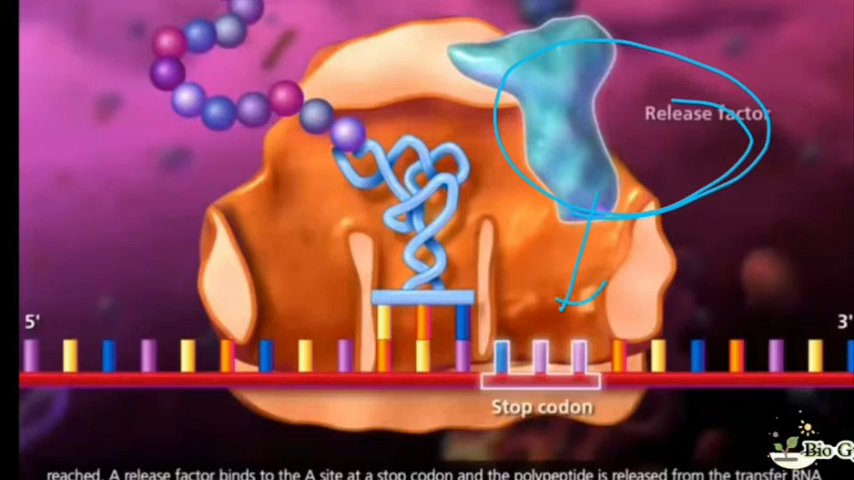 Release factor
5'
3'
Stop codon
Bio G
reached. A release factor binds to the A site at a stop codon and the polypeptide is released from the transfer RNA